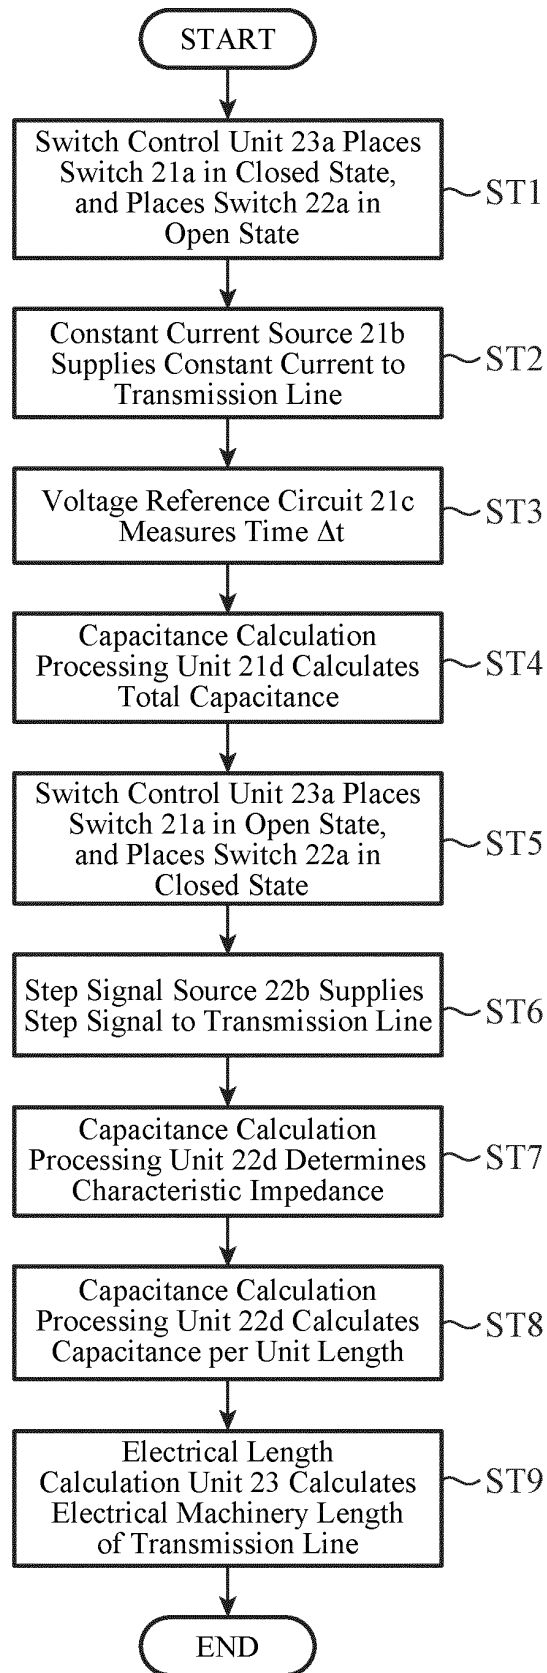 START
Switch Control Unit 23a Places
Switch 21a in Closed State,
and Places Switch 22a in
Open State
ST1
Constant Current Source 21b
Supplies Constant Current to
Transmission Line
ST2
Voltage Reference Circuit 21c
Measures Time Δt
ST3
Capacitance Calculation
Processing Unit 21d Calculates
Total Capacitance
ST4
Switch Control Unit 23a Places
Switch 21a in Open State,
and Places Switch 22a in
Closed State
ST5
Step Signal Source 22b Supplies
Step Signal to Transmission Line
ST6
Capacitance Calculation
Processing Unit 22d Determines
Characteristic Impedance
ST7
Capacitance Calculation
Processing Unit 22d Calculates
Capacitance per Unit Length
ST8
Electrical Length
Calculation Unit 23 Calculates
Electrical Machinery Length
of Transmission Line
ST9
END